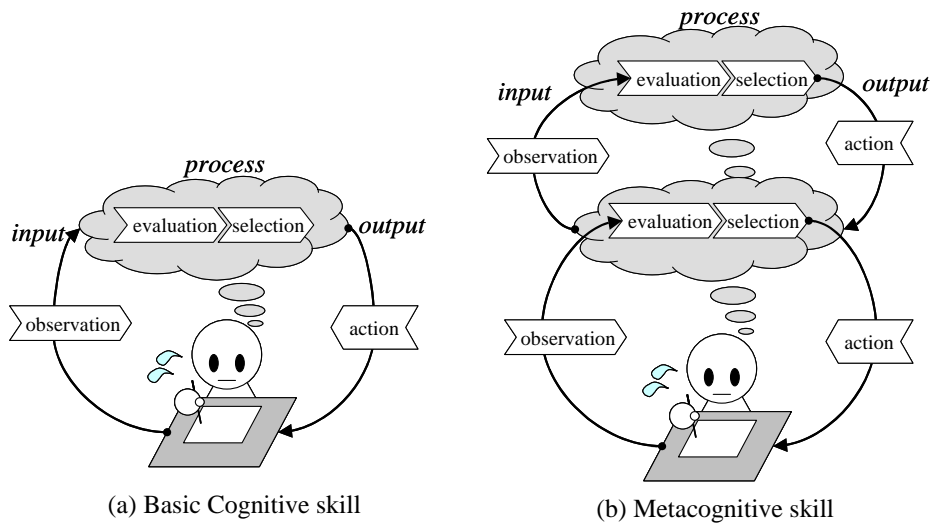 process
input
evaluation
selection
output
observation
action
(a) Basic Cognitive skill
process
input
evaluation
selection
output
observation
action
evaluation
selection
observation
action
(b) Metacognitive skill